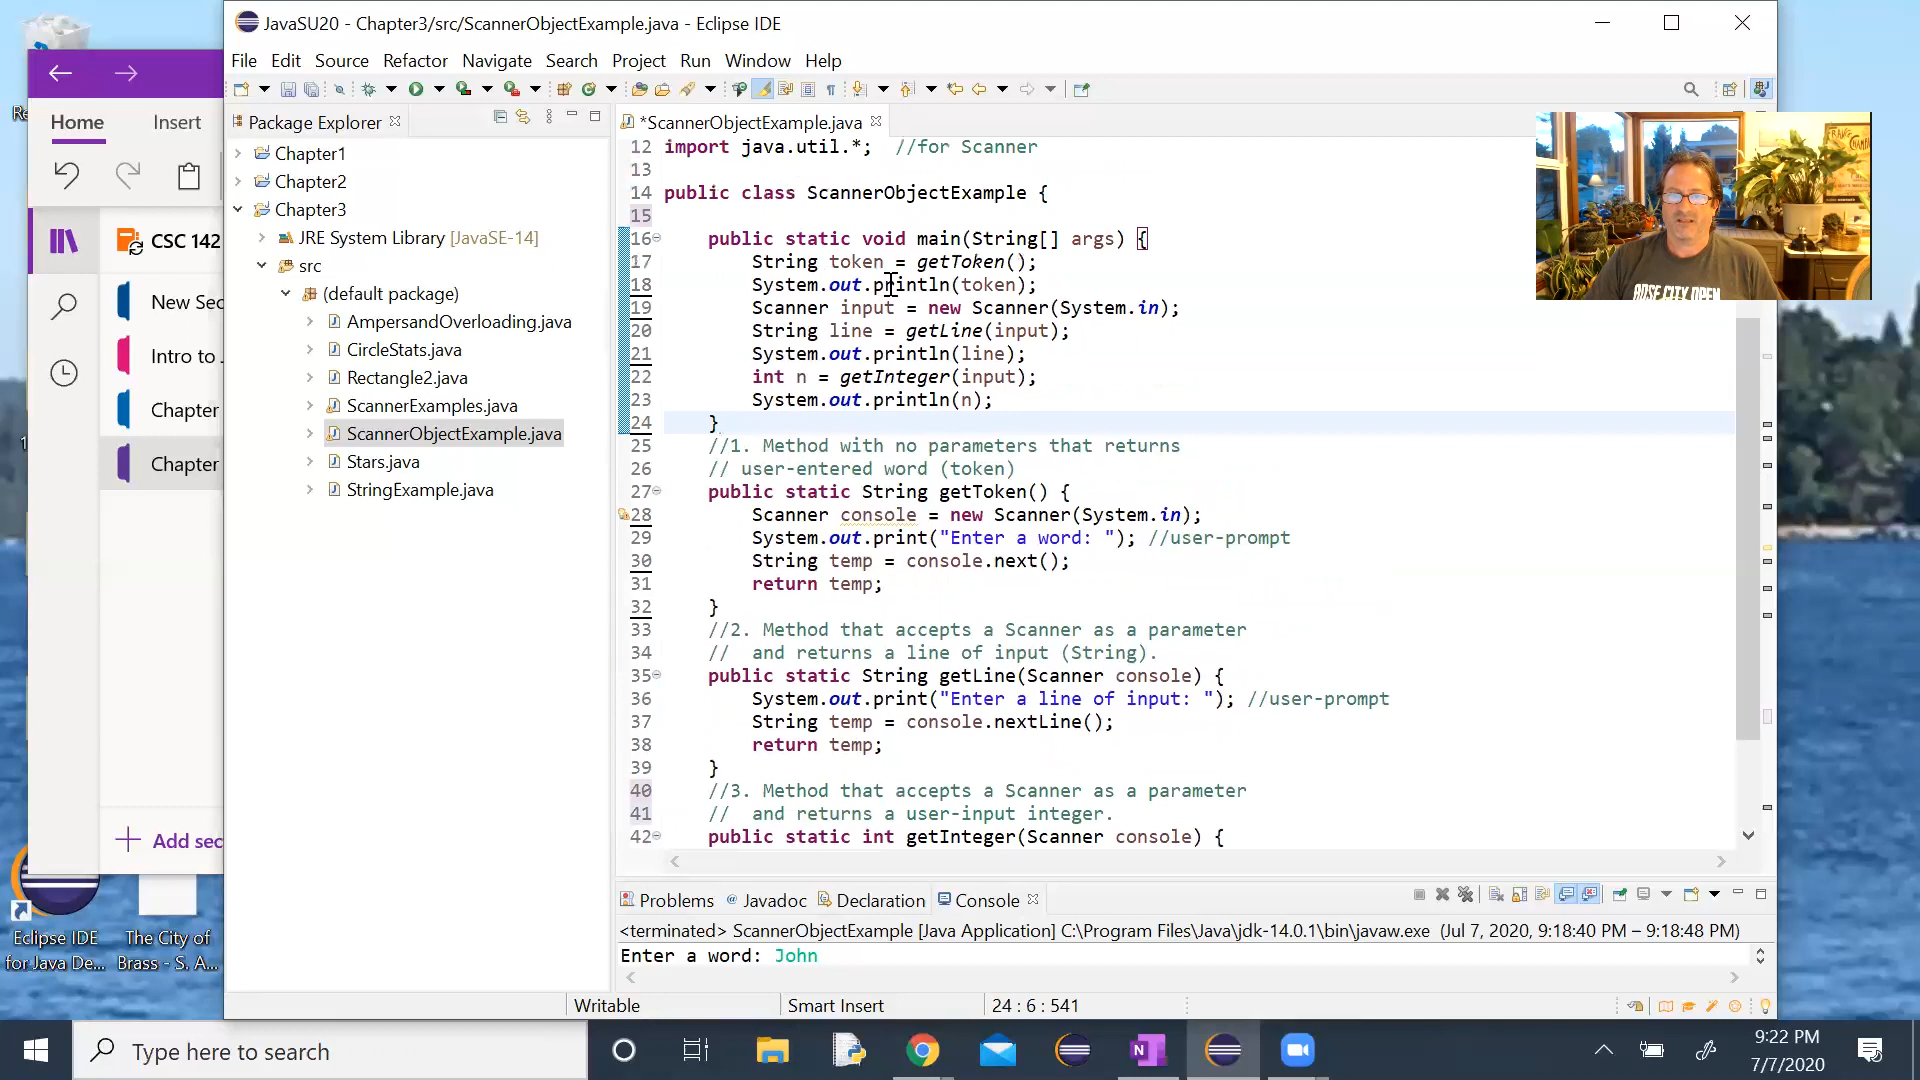 JavaSU20 - Chapter3/src/ScannerObjectExample.java - Eclipse IDE
File Edit Source Refactor Navigate Search Project Run Window Help
Home Insert
CSC 142
New Sec
Intro to
Chapter
Chapter
Add sec
Package Explorer
Chapter1
Chapter2
Chapter3
JRE System Library [JavaSE-14]
src
(default package)
AmpersandOverloading.java
CircleStats.java
Rectangle2.java
ScannerExamples.java
ScannerObjectExample.java
Stars.java
StringExample.java
*ScannerObjectExample.java
12 import java.util.*;  //for Scanner
13
14 public class ScannerObjectExample {
15
16     public static void main(String[] args) {
17         String token = getToken();
18         System.out.println(token);
19         Scanner input = new Scanner(System.in);
20         String line = getLine(input);
21         System.out.println(line);
22         int n = getInteger(input);
23         System.out.println(n);
24     }
25     //1. Method with no parameters that returns
26     // user-entered word (token)
27     public static String getToken() {
28         Scanner console = new Scanner(System.in);
29         System.out.print("Enter a word: "); //user-prompt
30         String temp = console.next();
31         return temp;
32     }
33     //2. Method that accepts a Scanner as a parameter
34     //  and returns a line of input (String).
35     public static String getLine(Scanner console) {
36         System.out.print("Enter a line of input: "); //user-prompt
37         String temp = console.nextLine();
38         return temp;
39     }
40     //3. Method that accepts a Scanner as a parameter
41     //  and returns a user-input integer.
42     public static int getInteger(Scanner console) {
Problems Javadoc Declaration Console
<terminated> ScannerObjectExample [Java Application] C:\Program Files\Java\jdk-14.0.1\bin\javaw.exe (Jul 7, 2020, 9:18:40 PM – 9:18:48 PM)
Enter a word: John
Writable Smart Insert 24 : 6 : 541
Eclipse IDE
for Java De...
The City of
Brass - S. A...
Type here to search
9:22 PM
7/7/2020